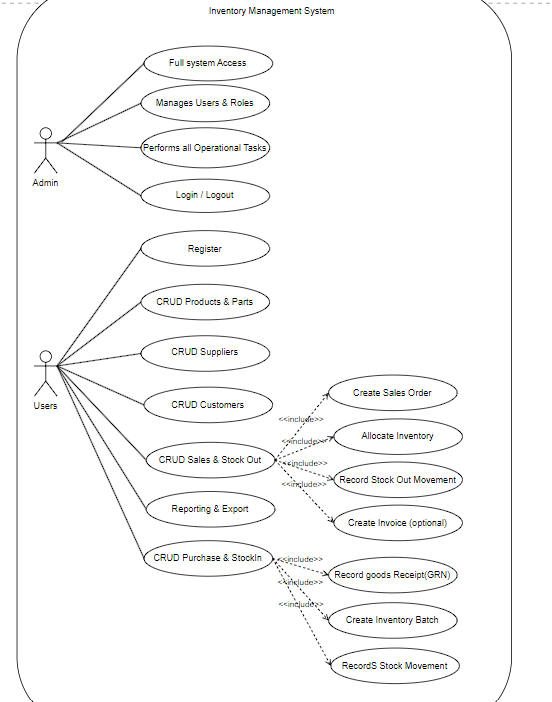 Inventory Management System
Full system Access
Manages Users & Roles
Performs all Operational Tasks
Admin
Login / Logout
Register
CRUD Products & Parts
CRUD Suppliers
Users
CRUD Customers
Create Sales Order
<<include>>
Allocate Inventory
<<include>>
CRUD Sales & Stock Out
<<include>>
Record Stock Out Movement
<<include>>
Reporting & Export
Create Invoice (optional)
CRUD Purchase & StockIn
<<include>>
Record goods Receipt(GRN)
<<include>>
<<include>>
Create Inventory Batch
RecordS Stock Movement